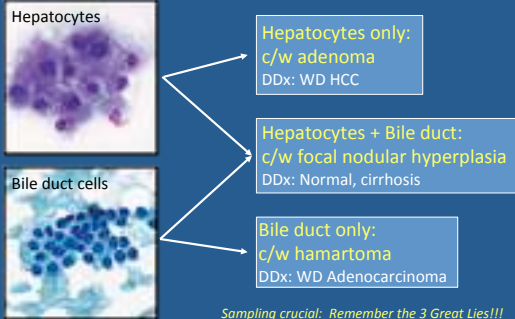 Hepatocytes
Hepatocytes only:
c/w adenoma
DDx: WD HCC
Hepatocytes + Bile duct:
c/w focal nodular hyperplasia
DDx: Normal, cirrhosis
Bile duct cells
Bile duct only:
c/w hamartoma
DDx: WD Adenocarcinoma
Sampling crucial: Remember the 3 Great Lies!!!